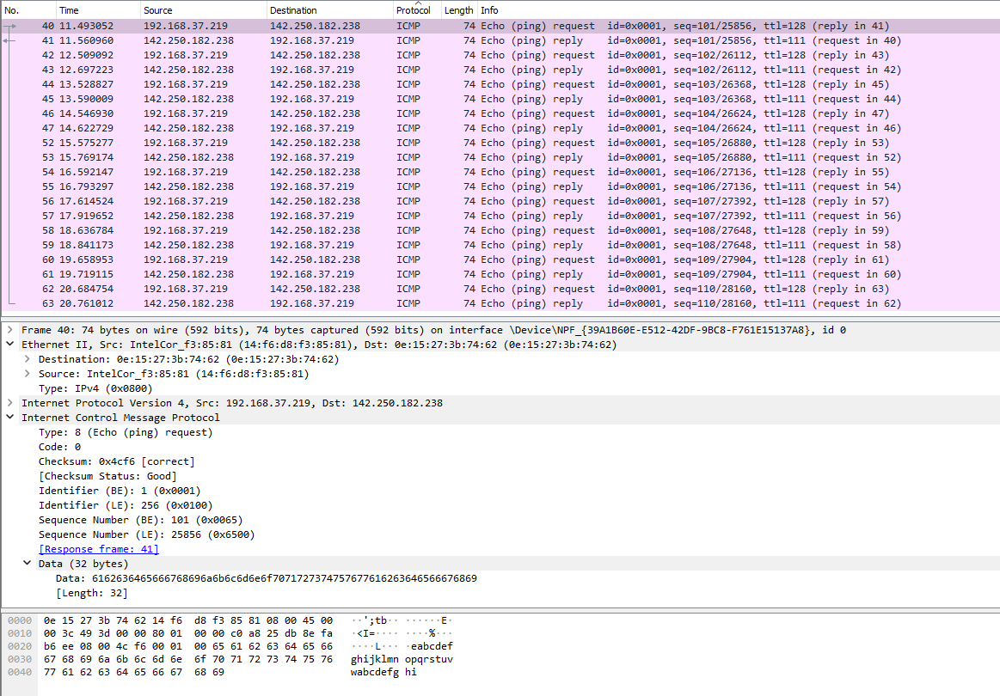 No. Time Source Destination Protocol Length Info
40 11.493052 192.168.37.219 142.250.182.238 ICMP 74 Echo (ping) request id=0x0001, seq=101/25856, ttl=128 (reply in 41)
41 11.560960 142.250.182.238 192.168.37.219 ICMP 74 Echo (ping) reply id=0x0001, seq=101/25856, ttl=111 (request in 40)
42 12.509092 192.168.37.219 142.250.182.238 ICMP 74 Echo (ping) request id=0x0001, seq=102/26112, ttl=128 (reply in 43)
43 12.697223 142.250.182.238 192.168.37.219 ICMP 74 Echo (ping) reply id=0x0001, seq=102/26112, ttl=111 (request in 42)
44 13.528827 192.168.37.219 142.250.182.238 ICMP 74 Echo (ping) request id=0x0001, seq=103/26368, ttl=128 (reply in 45)
45 13.590009 142.250.182.238 192.168.37.219 ICMP 74 Echo (ping) reply id=0x0001, seq=103/26368, ttl=111 (request in 44)
46 14.546930 192.168.37.219 142.250.182.238 ICMP 74 Echo (ping) request id=0x0001, seq=104/26624, ttl=128 (reply in 47)
47 14.622729 142.250.182.238 192.168.37.219 ICMP 74 Echo (ping) reply id=0x0001, seq=104/26624, ttl=111 (request in 46)
52 15.575277 192.168.37.219 142.250.182.238 ICMP 74 Echo (ping) request id=0x0001, seq=105/26880, ttl=128 (reply in 53)
53 15.769174 142.250.182.238 192.168.37.219 ICMP 74 Echo (ping) reply id=0x0001, seq=105/26880, ttl=111 (request in 52)
54 16.592147 192.168.37.219 142.250.182.238 ICMP 74 Echo (ping) request id=0x0001, seq=106/27136, ttl=128 (reply in 55)
55 16.793297 142.250.182.238 192.168.37.219 ICMP 74 Echo (ping) reply id=0x0001, seq=106/27136, ttl=111 (request in 54)
56 17.614524 192.168.37.219 142.250.182.238 ICMP 74 Echo (ping) request id=0x0001, seq=107/27392, ttl=128 (reply in 57)
57 17.919652 142.250.182.238 192.168.37.219 ICMP 74 Echo (ping) reply id=0x0001, seq=107/27392, ttl=111 (request in 56)
58 18.636784 192.168.37.219 142.250.182.238 ICMP 74 Echo (ping) request id=0x0001, seq=108/27648, ttl=128 (reply in 59)
59 18.841173 142.250.182.238 192.168.37.219 ICMP 74 Echo (ping) reply id=0x0001, seq=108/27648, ttl=111 (request in 58)
60 19.658953 192.168.37.219 142.250.182.238 ICMP 74 Echo (ping) request id=0x0001, seq=109/27904, ttl=128 (reply in 61)
61 19.719115 142.250.182.238 192.168.37.219 ICMP 74 Echo (ping) reply id=0x0001, seq=109/27904, ttl=111 (request in 60)
62 20.684754 192.168.37.219 142.250.182.238 ICMP 74 Echo (ping) request id=0x0001, seq=110/28160, ttl=128 (reply in 63)
63 20.761012 142.250.182.238 192.168.37.219 ICMP 74 Echo (ping) reply id=0x0001, seq=110/28160, ttl=111 (request in 62)
Frame 40: 74 bytes on wire (592 bits), 74 bytes captured (592 bits) on interface \Device\NPF_{39A1B60E-E512-42DF-9BC8-F761E15137A8}, id 0
Ethernet II, Src: IntelCor_f3:85:81 (14:f6:d8:f3:85:81), Dst: 0e:15:27:3b:74:62 (0e:15:27:3b:74:62)
Destination: 0e:15:27:3b:74:62 (0e:15:27:3b:74:62)
Source: IntelCor_f3:85:81 (14:f6:d8:f3:85:81)
Type: IPv4 (0x0800)
Internet Protocol Version 4, Src: 192.168.37.219, Dst: 142.250.182.238
Internet Control Message Protocol
Type: 8 (Echo (ping) request)
Code: 0
Checksum: 0x4cf6 [correct]
[Checksum Status: Good]
Identifier (BE): 1 (0x0001)
Identifier (LE): 256 (0x0100)
Sequence Number (BE): 101 (0x0065)
Sequence Number (LE): 25856 (0x6500)
[Response frame: 41]
Data (32 bytes)
Data: 6162636465666768696a6b6c6d6e6f7071727374757677616263646566676869
[Length: 32]
0000 0e 15 27 3b 74 62 14 f6 d8 f3 85 81 08 00 45 00 ··';tb·· ······E·
0010 00 3c 49 3d 00 00 80 01 00 00 c0 a8 25 db 8e fa ·<I=···· ····%···
0020 b6 ee 08 00 4c f6 00 01 00 65 61 62 63 64 65 66 ····L··· ·eabcdef
0030 67 68 69 6a 6b 6c 6d 6e 6f 70 71 72 73 74 75 76 ghijklmn opqrstuv
0040 77 61 62 63 64 65 66 67 68 69 wabcdefg hi